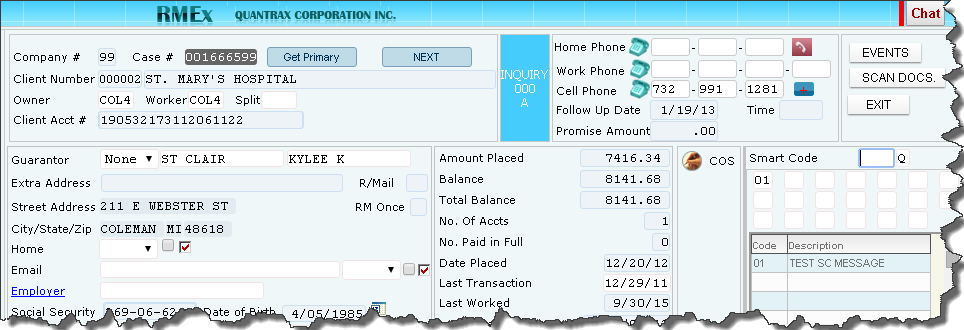 RMEx QUANTRAX CORPORATION INC. Chat
Company # 99 Case # 001666599 Get Primary NEXT
Client Number 000002 ST. MARY'S HOSPITAL
Owner COL4 Worker COL4 Split
Client Acct # 190532173112061122
INQUIRY
000
A
Home Phone - -
Work Phone - - -
Cell Phone 732 - 991 - 1281
Follow Up Date 1/19/13 Time
Promise Amount .00
EVENTS
SCAN DOCS.
EXIT
Guarantor None ST CLAIR KYLEE K
Extra Address R/Mail
Street Address 211 E WEBSTER ST RM Once
City/State/Zip COLEMAN MI 48618
Home
Email
Employer
Social Security 369-06-62 Date of Birth 4/05/1985
Amount Placed 7416.34
Balance 8141.68
Total Balance 8141.68
No. Of Accts 1
No. Paid in Full 0
Date Placed 12/20/12
Last Transaction 12/29/11
Last Worked 9/30/15
COS
Smart Code Q
01
Code Description
01 TEST SC MESSAGE